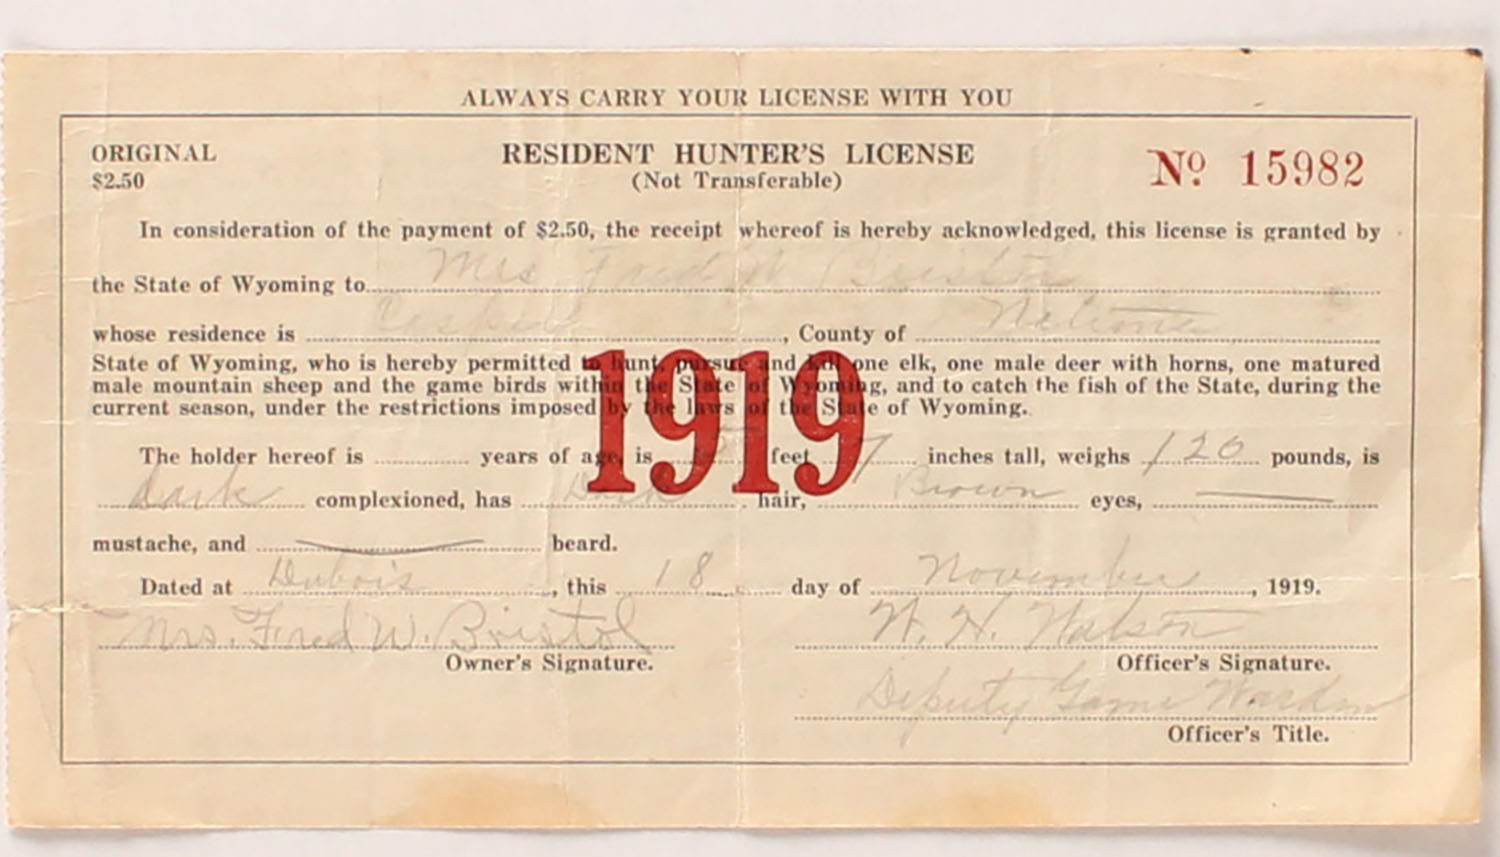 ALWAYS CARRY YOUR LICENSE WITH YOU
ORIGINAL RESIDENT HUNTER'S LICENSE Nº 15982
$2.50 (Not Transferable)
In consideration of the payment of $2.50, the receipt whereof is hereby acknowledged, this license is granted by
the State of Wyoming to Mrs Fred W Bristol
whose residence is , County of Natrona
State of Wyoming, who is hereby permitted to hunt, pursue and kill one elk, one male deer with horns, one matured
male mountain sheep and the game birds within the State of Wyoming, and to catch the fish of the State, during the
current season, under the restrictions imposed by the laws of the State of Wyoming.
1919
The holder hereof is years of age, is 5 feet 7 inches tall, weighs 120 pounds, is
dark complexioned, has Dark hair, Brown eyes,
mustache, and beard.
Dated at Dubois, this 18 day of November, 1919.
Mrs. Fred W. Bristol W. H. Watson
Owner's Signature. Officer's Signature.
Deputy Game Warden
Officer's Title.